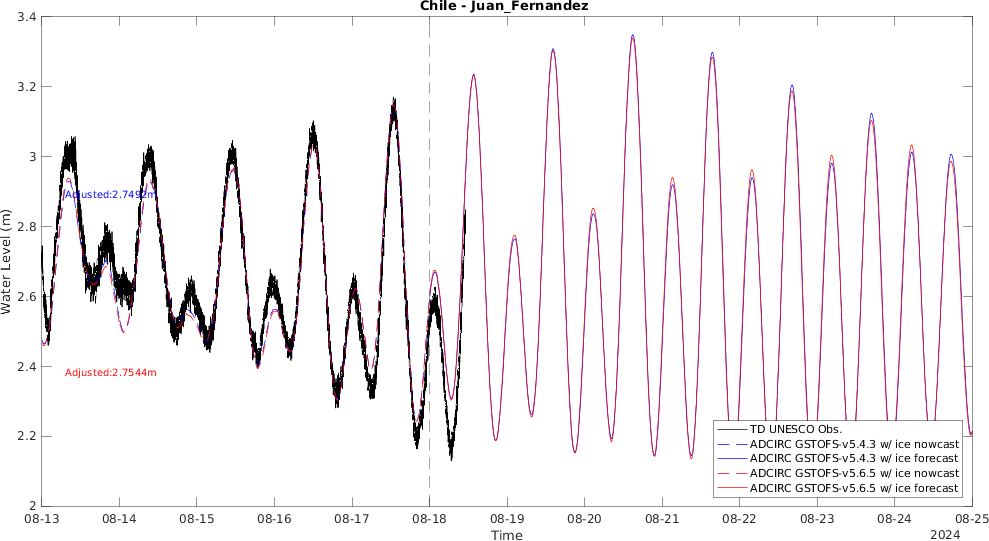 Chile - Juan_Fernandez
3.4
3.2
3
2.8
2.6
2.4
2.2
2
Water Level (m)
Adjusted:2.7492m
Adjusted:2.7544m
TD UNESCO Obs.
ADCIRC GSTOFS-v5.4.3 w/ ice nowcast
ADCIRC GSTOFS-v5.4.3 w/ ice forecast
ADCIRC GSTOFS-v5.6.5 w/ ice nowcast
ADCIRC GSTOFS-v5.6.5 w/ ice forecast
08-13 08-14 08-15 08-16 08-17 08-18 08-19 08-20 08-21 08-22 08-23 08-24 08-25
Time
2024